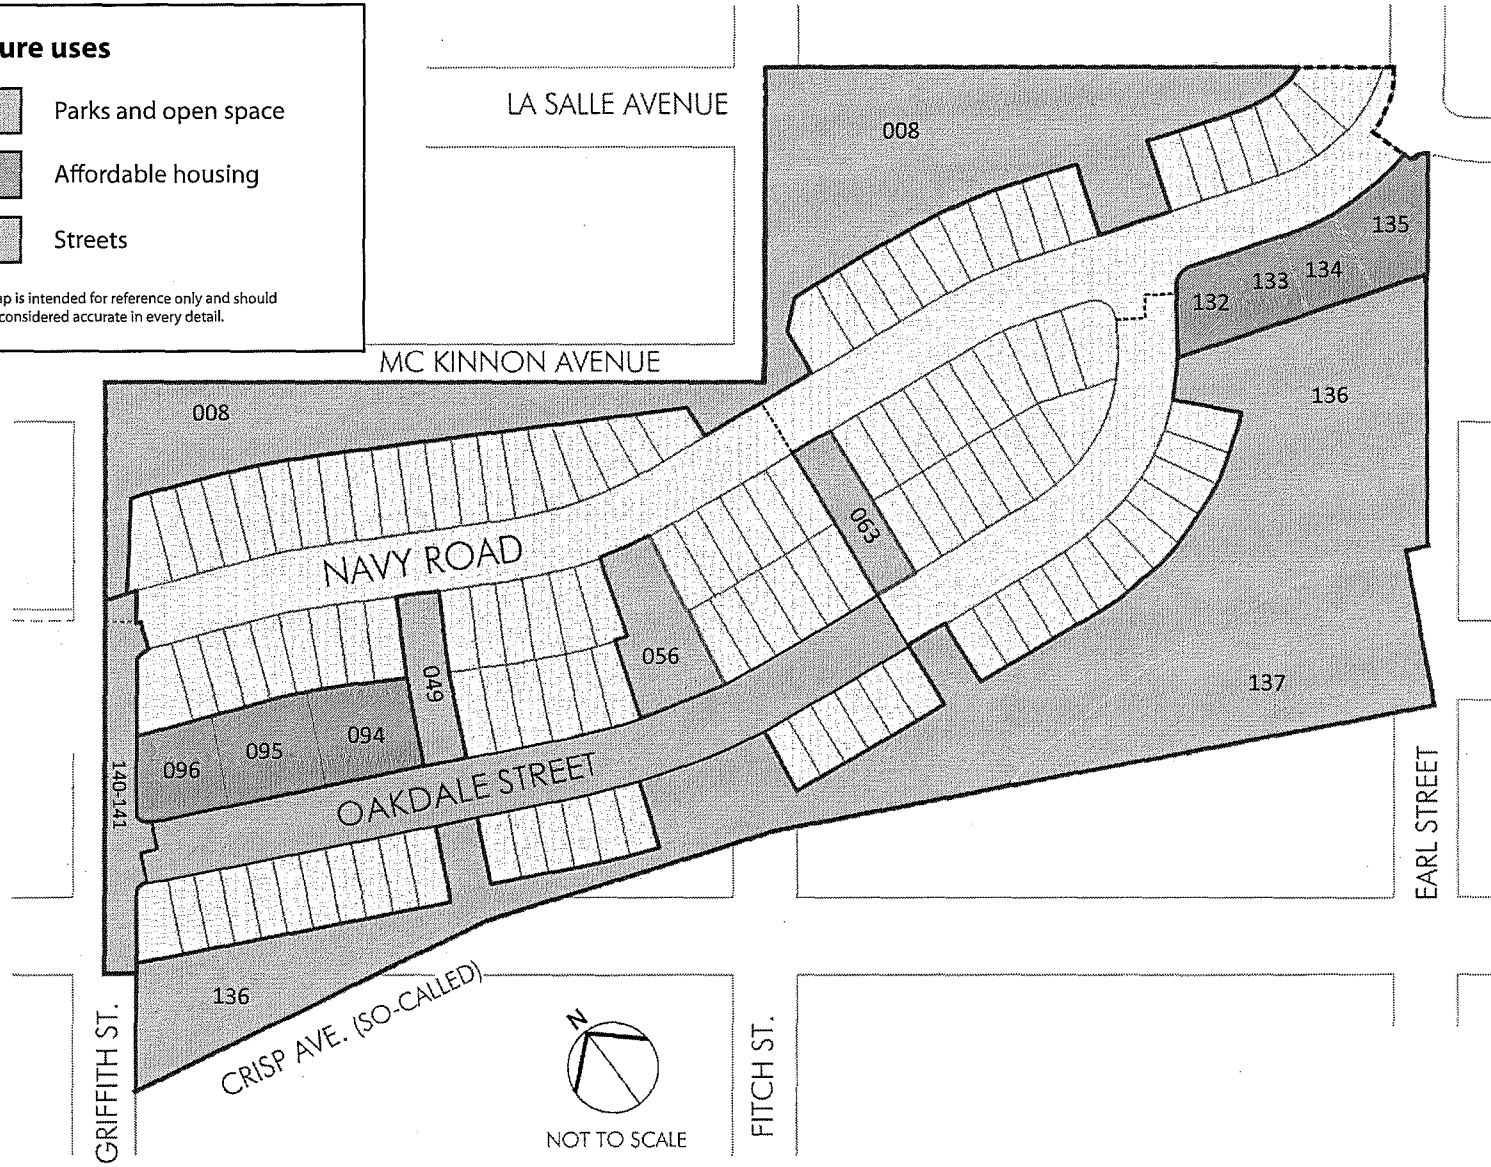 ure uses
Parks and open space
Affordable housing
Streets
ap is intended for reference only and should
considered accurate in every detail.
LA SALLE AVENUE
008
135
134
133
132
MC KINNON AVENUE
136
008
063
NAVY ROAD
056
049
137
094
095
096
140-141
OAKDALE STREET
EARL STREET
136
CRISP AVE. (SO-CALLED)
GRIFFITH ST.
N
FITCH ST.
NOT TO SCALE